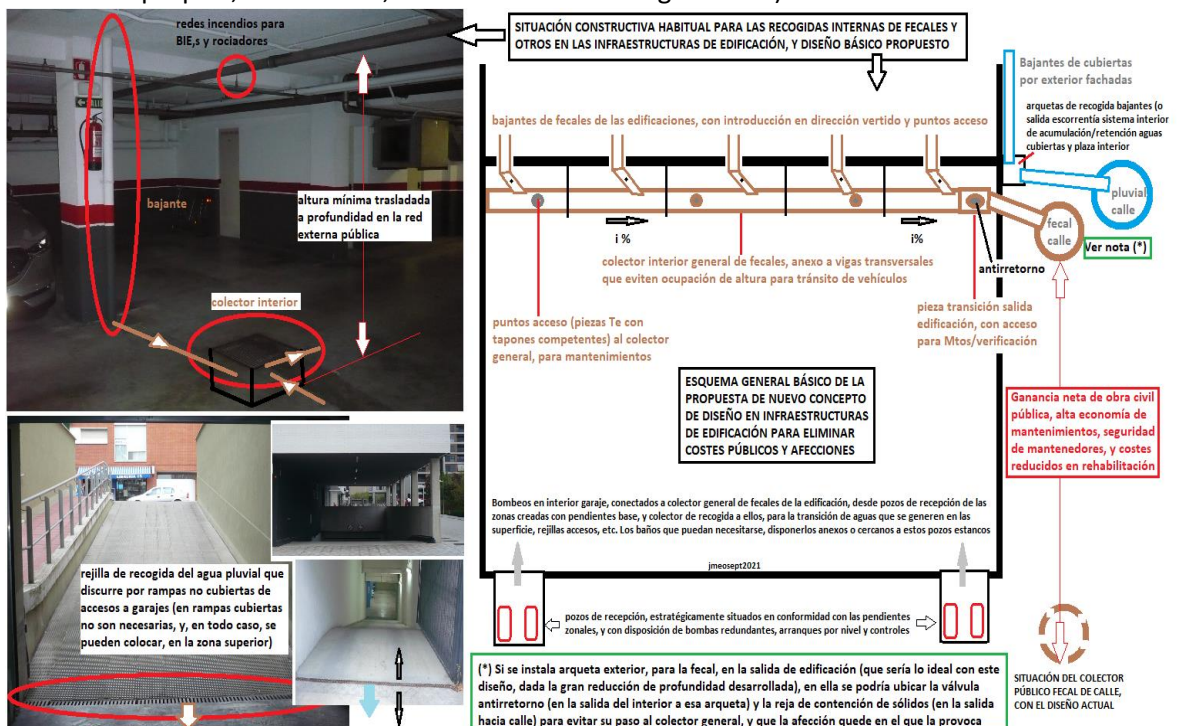 redes incendios para
BIE,s y rociadores
bajante
altura mínima trasladada
a profundidad en la red
externa pública
colector interior
SITUACIÓN CONSTRUCTIVA HABITUAL PARA LAS RECOGIDAS INTERNAS DE FECALES Y
OTROS EN LAS INFRAESTRUCTURAS DE EDIFICACIÓN, Y DISEÑO BÁSICO PROPUESTO
bajantes de fecales de las edificaciones, con introducción en dirección vertido y puntos acceso
Bajantes de cubiertas
por exterior fachadas
arquetas de recogida bajantes (o
salida escorrentía sistema interior
de acumulación/retención aguas
cubiertas y plaza interior
pluvial
calle
fecal
calle
Ver nota (*)
i %
i%
antirretorno
colector interior general de fecales, anexo a vigas transversales
que eviten ocupación de altura para tránsito de vehículos
puntos acceso (piezas Te con
tapones competentes) al colector
general, para mantenimientos
pieza transición salida
edificación, con acceso
para Mtos/verificación
ESQUEMA GENERAL BÁSICO DE LA
PROPUESTA DE NUEVO CONCEPTO
DE DISEÑO EN INFRAESTRUCTURAS
DE EDIFICACIÓN PARA ELIMINAR
COSTES PÚBLICOS Y AFECCIONES
Ganancia neta de obra civil
pública, alta economía de
mantenimientos, seguridad
de mantenedores, y costes
reducidos en rehabilitación
Bombeos en interior garaje, conectados a colector general de fecales de la edificación, desde pozos de recepción de las
zonas creadas con pendientes base, y colector de recogida a ellos, para la transición de aguas que se generen en las
superficie, rejillas accesos, etc. Los baños que puedan necesitarse, disponerlos anexos o cercanos a estos pozos estancos
jmeosept2021
rejilla de recogida del agua pluvial que
discurre por rampas no cubiertas de
accesos a garajes (en rampas cubiertas
no son necesarias, y, en todo caso, se
pueden colocar, en la zona superior)
pozos de recepción, estratégicamente situados en conformidad con las pendientes
zonales, y con disposición de bombas redundantes, arranques por nivel y controles
(*) Si se instala arqueta exterior, para la fecal, en la salida de edificación (que sería lo ideal con este
diseño, dada la gran reducción de profundidad desarrollada), en ella se podría ubicar la válvula
antirretorno (en la salida del interior a esa arqueta) y la reja de contención de sólidos (en la salida
hacia calle) para evitar su paso al colector general, y que la afección quede en el que la provoca
SITUACIÓN DEL COLECTOR
PÚBLICO FECAL DE CALLE,
CON EL DISEÑO ACTUAL